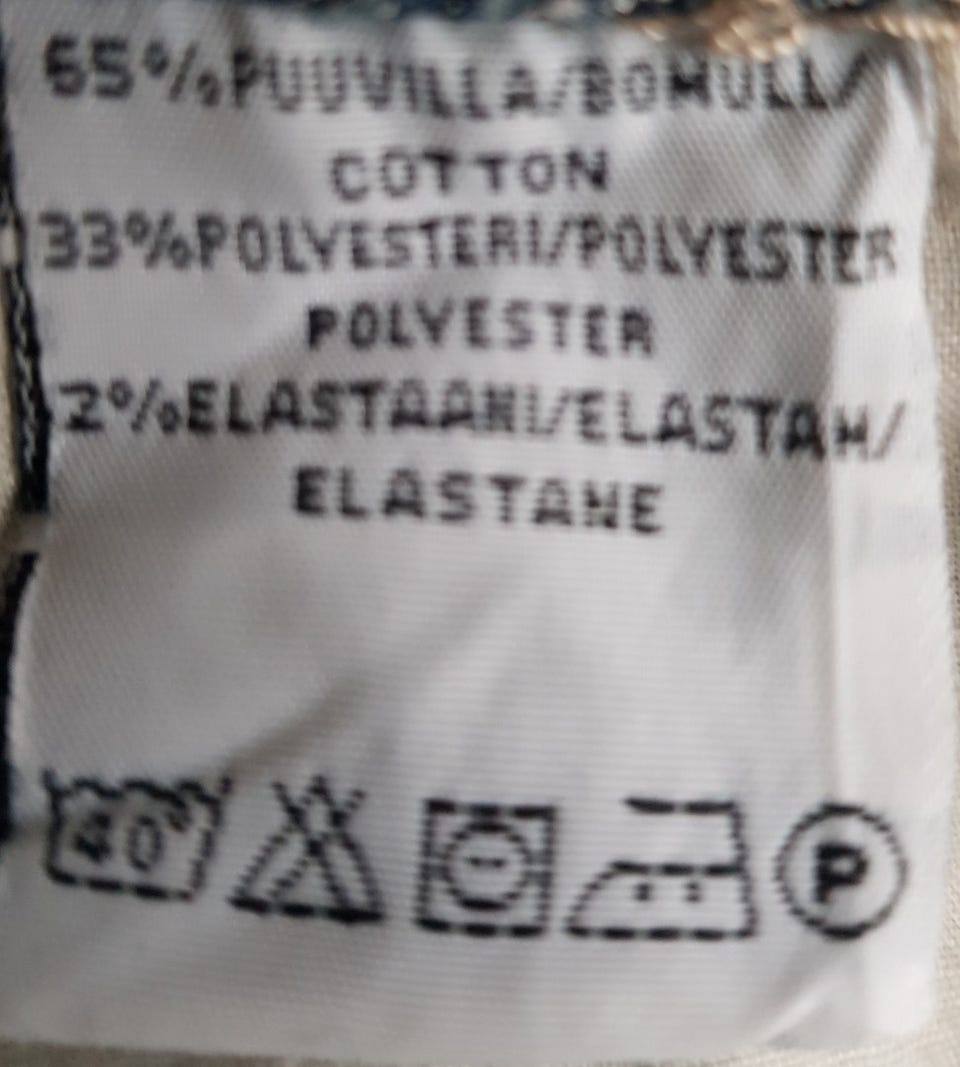 65%PUUVILLA/BOMULL/
COTTON
33%POLYESTERI/POLYESTER
POLYESTER
2%ELASTAANI/ELASTAN/
ELASTANE
40°
P